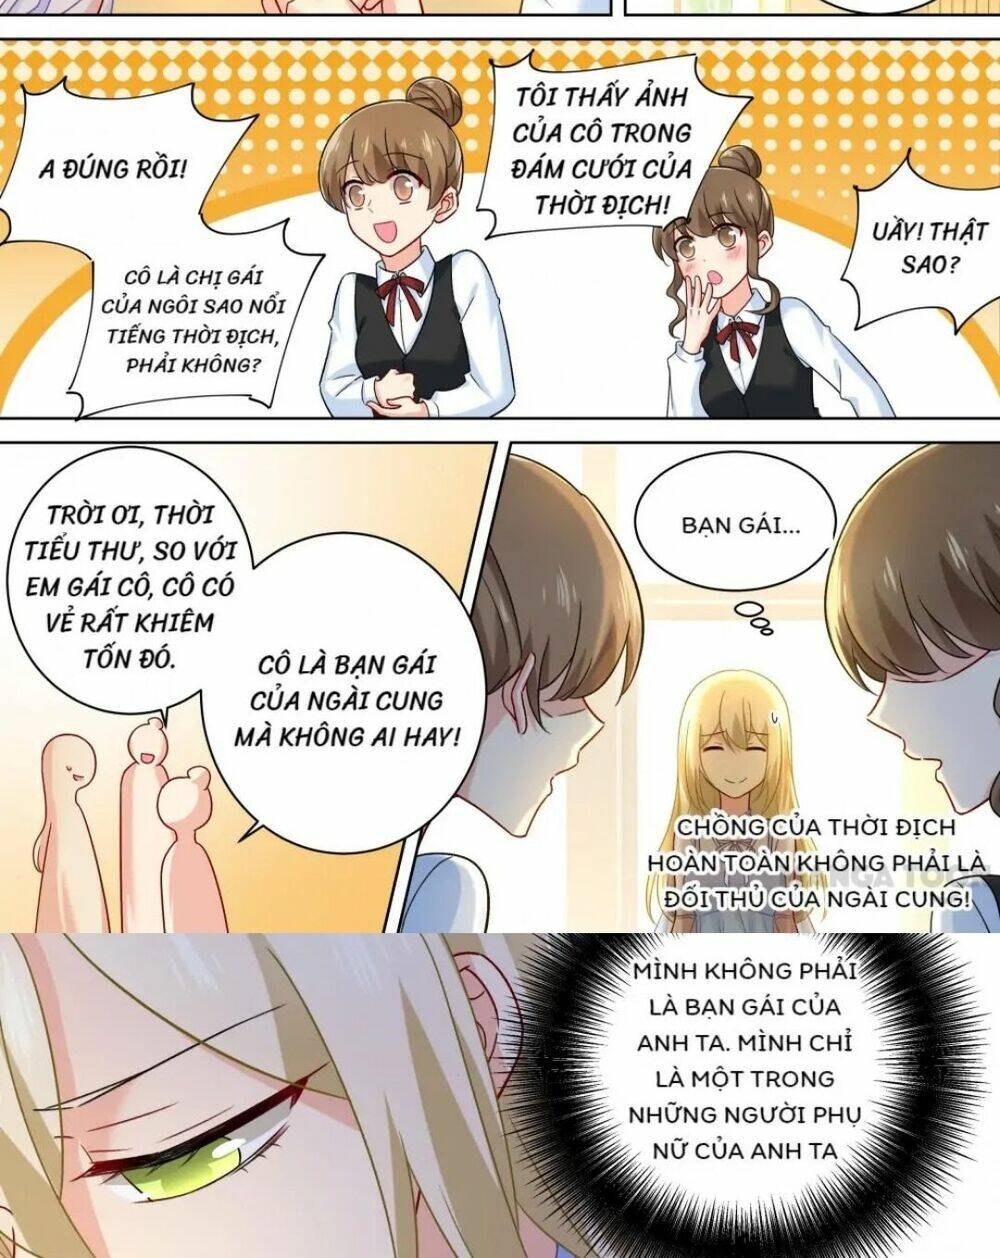 A ĐÚNG RỒI!
CÔ LÀ CHỊ GÁI
CỦA NGÔI SAO NỔI
TIẾNG THỜI ĐỊCH,
PHẢI KHÔNG?
TÔI THẤY ẢNH
CỦA CÔ TRONG
ĐÁM CƯỚI CỦA
THỜI ĐỊCH!
UẦY! THẬT
SAO?
TRỜI ƠI, THỜI
TIỂU THƯ, SO VỚI
EM GÁI CÔ, CÔ CÓ
VẺ RẤT KHIÊM
TỐN ĐÓ.
CÔ LÀ BẠN GÁI
CỦA NGÀI CUNG
MÀ KHÔNG AI HAY!
BẠN GÁI...
CHỒNG CỦA THỜI ĐỊCH
HOÀN TOÀN KHÔNG PHẢI LÀ
ĐỐI THỦ CỦA NGÀI CUNG!
MÌNH KHÔNG PHẢI
LÀ BẠN GÁI CỦA
ANH TA. MÌNH CHỈ
LÀ MỘT TRONG
NHỮNG NGƯỜI PHỤ
NỮ CỦA ANH TA